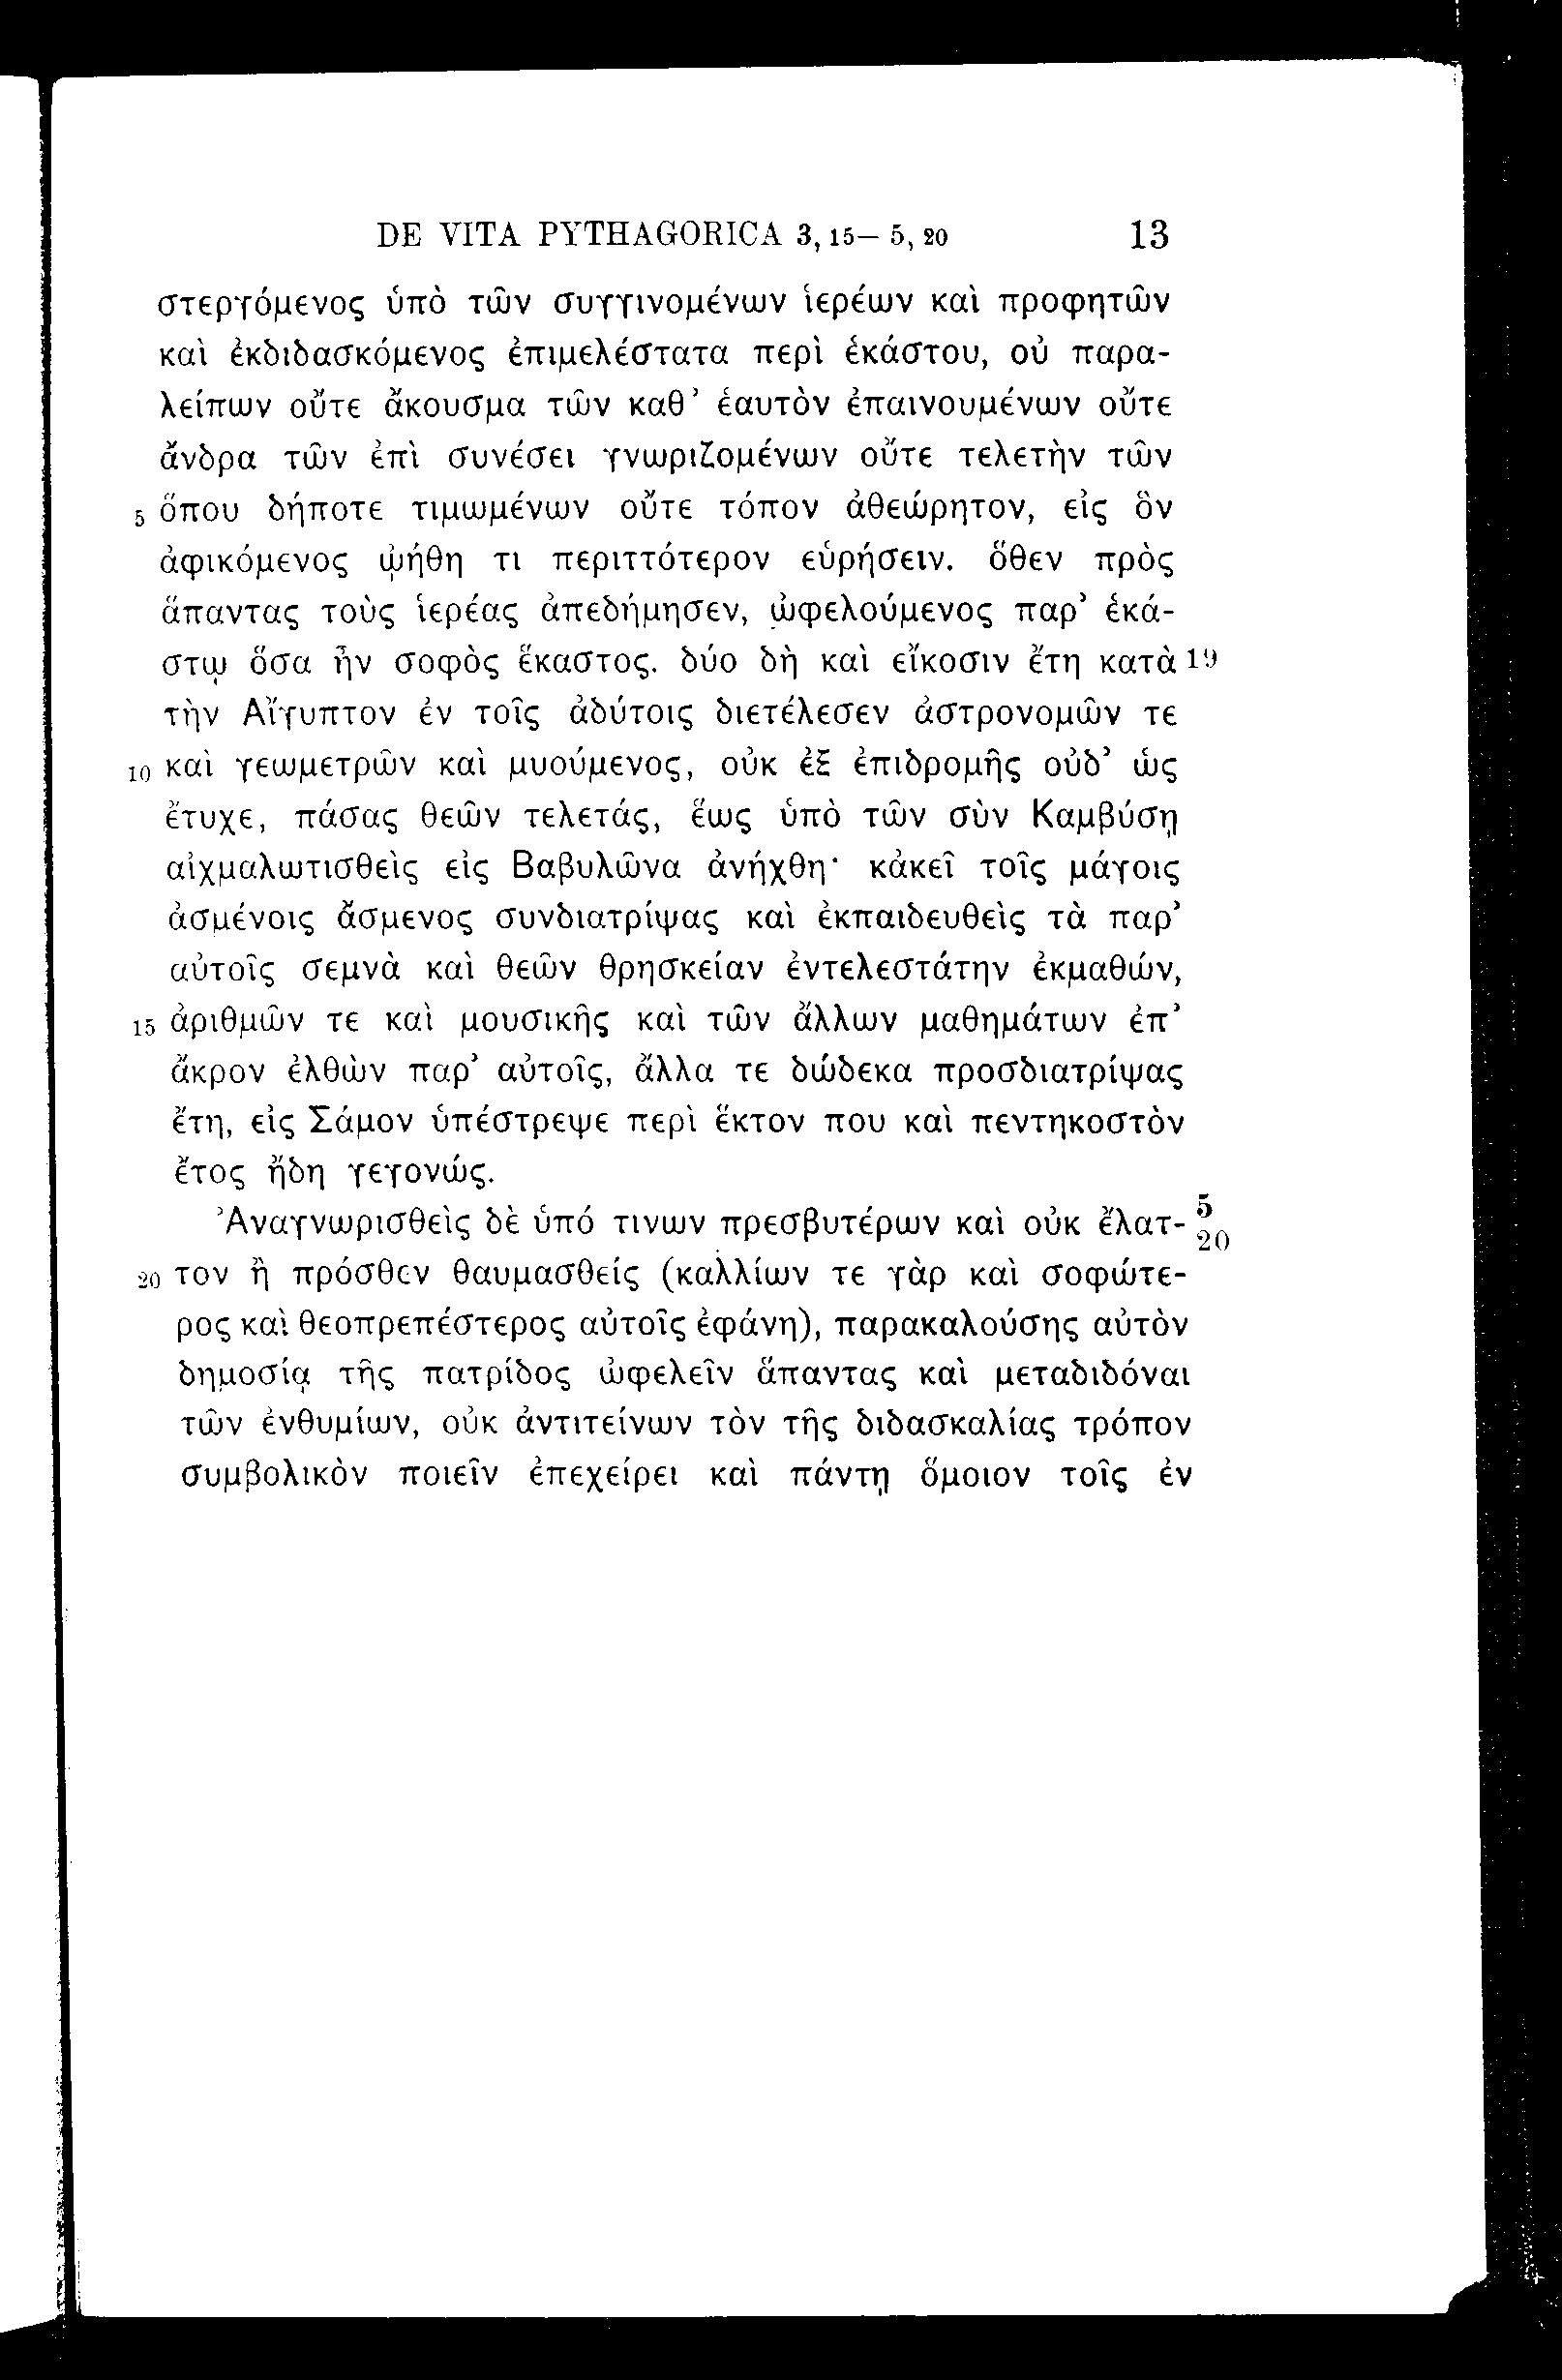 DE VITA PYTHAGORICA 3, 15— 5, 20 13
στεργόμενος ὑπὸ τῶν συγγινομένων ἱερέων καὶ προφητῶν
καὶ ἐκδιδασκόμενος ἐπιμελέστατα περὶ ἑκάστου, οὐ παρα-
λείπων οὔτε ἄκουσμα τῶν καθ’ ἑαυτὸν ἐπαινουμένων οὔτε
ἄνδρα τῶν ἐπὶ συνέσει γνωριζομένων οὔτε τελετὴν τῶν
5 ὅπου δήποτε τιμωμένων οὔτε τόπον ἀθεώρητον, εἰς ὃν
ἀφικόμενος ᾠήθη τι περιττότερον εὑρήσειν. ὅθεν πρὸς
ἅπαντας τοὺς ἱερέας ἀπεδήμησεν, ὠφελούμενος παρ’ ἑκά-
στῳ ὅσα ἦν σοφὸς ἕκαστος. δύο δὴ καὶ εἴκοσιν ἔτη κατὰ 19
τὴν Αἴγυπτον ἐν τοῖς ἀδύτοις διετέλεσεν ἀστρονομῶν τε
10 καὶ γεωμετρῶν καὶ μυούμενος, οὐκ ἐξ ἐπιδρομῆς οὐδ’ ὡς
ἔτυχε, πάσας θεῶν τελετάς, ἕως ὑπὸ τῶν σὺν Καμβύσῃ
αἰχμαλωτισθεὶς εἰς Βαβυλῶνα ἀνήχθη· κἀκεῖ τοῖς μάγοις
ἀσμένοις ἄσμενος συνδιατρίψας καὶ ἐκπαιδευθεὶς τὰ παρ’
αὐτοῖς σεμνὰ καὶ θεῶν θρησκείαν ἐντελεστάτην ἐκμαθών,
15 ἀριθμῶν τε καὶ μουσικῆς καὶ τῶν ἄλλων μαθημάτων ἐπ’
ἄκρον ἐλθὼν παρ’ αὐτοῖς, ἄλλα τε δώδεκα προσδιατρίψας
ἔτη, εἰς Σάμον ὑπέστρεψε περὶ ἕκτον που καὶ πεντηκοστὸν
ἔτος ἤδη γεγονώς.
Ἀναγνωρισθεὶς δὲ ὑπό τινων πρεσβυτέρων καὶ οὐκ ἔλατ- 5 20
20 τον ἢ πρόσθεν θαυμασθείς (καλλίων τε γὰρ καὶ σοφώτε-
ρος καὶ θεοπρεπέστερος αὐτοῖς ἐφάνη), παρακαλούσης αὐτὸν
δημοσίᾳ τῆς πατρίδος ὠφελεῖν ἅπαντας καὶ μεταδιδόναι
τῶν ἐνθυμίων, οὐκ ἀντιτείνων τὸν τῆς διδασκαλίας τρόπον
συμβολικὸν ποιεῖν ἐπεχείρει καὶ πάντῃ ὅμοιον τοῖς ἐν